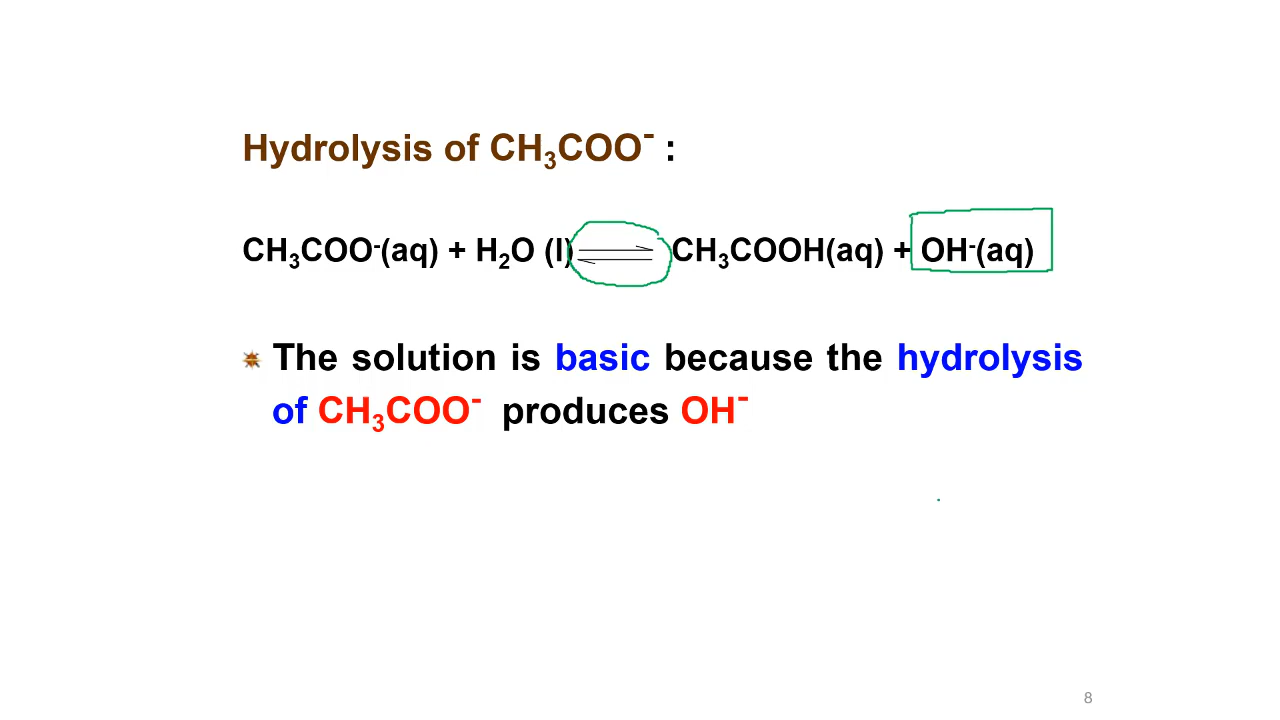 Hydrolysis of CH₃COO⁻ :
CH₃COO⁻(aq) + H₂O (l) ⇌ CH₃COOH(aq) + OH⁻(aq)
The solution is basic because the hydrolysis
of CH₃COO⁻ produces OH⁻
8